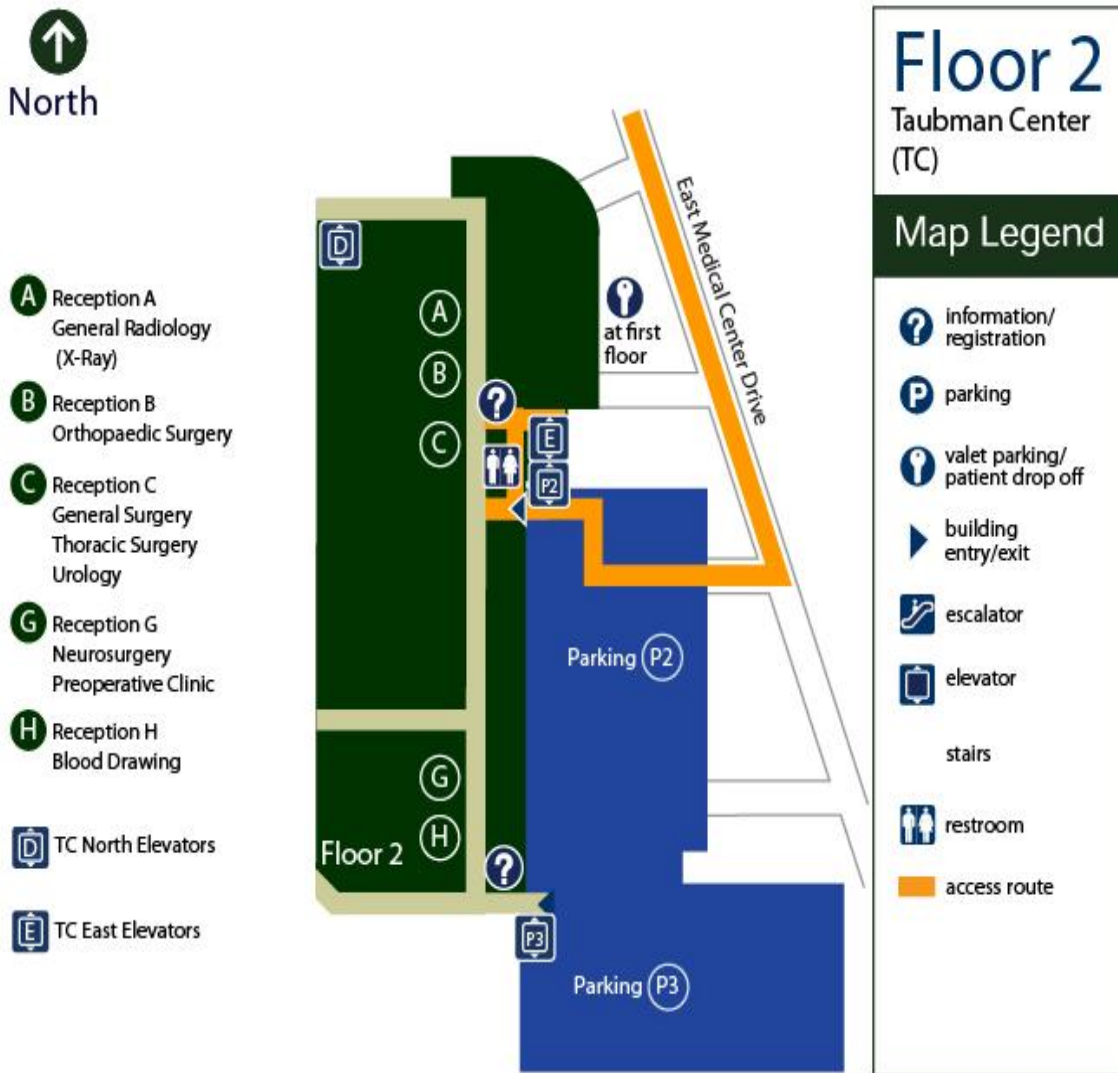 North
A Reception A
General Radiology
(X-Ray)
B Reception B
Orthopaedic Surgery
C Reception C
General Surgery
Thoracic Surgery
Urology
G Reception G
Neurosurgery
Preoperative Clinic
H Reception H
Blood Drawing
D TC North Elevators
E TC East Elevators
D
A
B
C
?
E
P2
at first
floor
East Medical Center Drive
Parking P2
G
H
Floor 2
?
P3
Parking P3
Floor 2
Taubman Center
(TC)
Map Legend
? information/
registration
P parking
valet parking/
patient drop off
building
entry/exit
escalator
elevator
stairs
restroom
access route